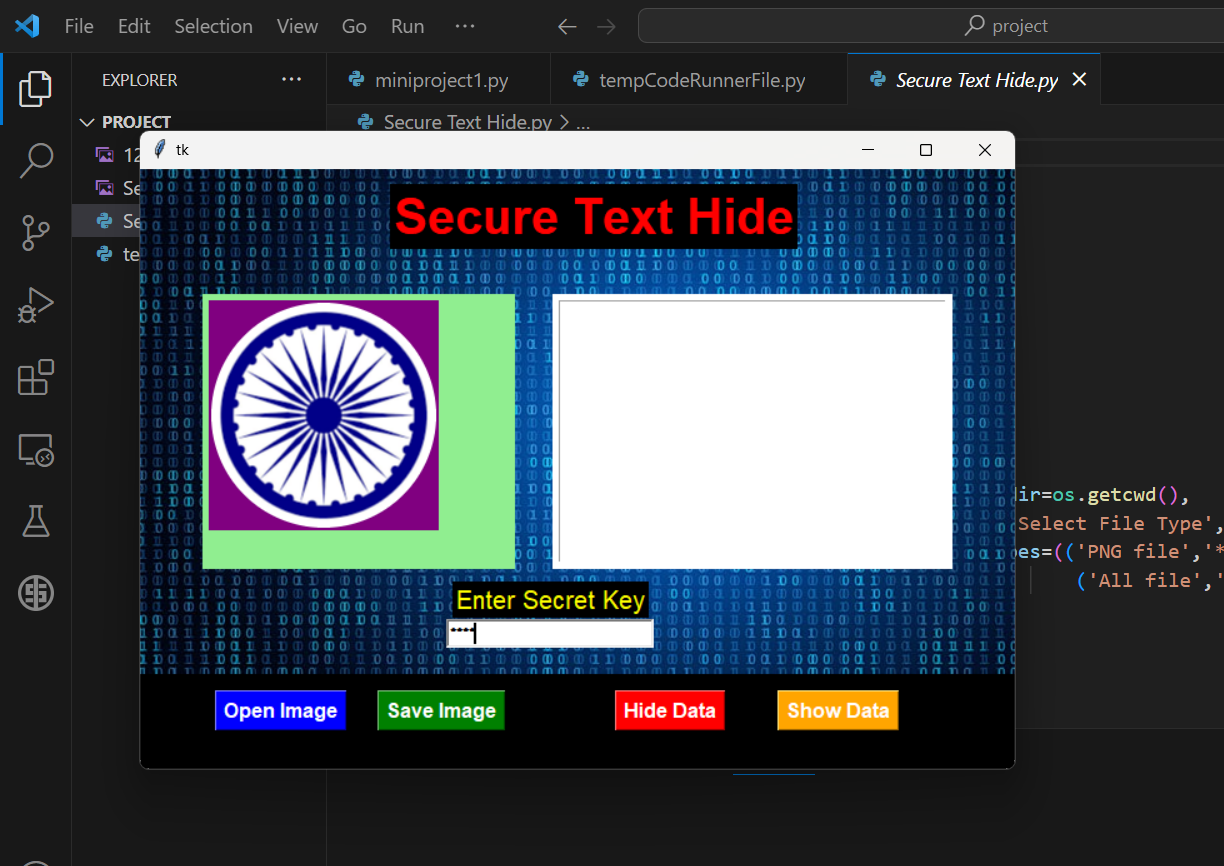 File Edit Selection View Go Run ··· project
EXPLORER ··· miniproject1.py tempCodeRunnerFile.py Secure Text Hide.py
PROJECT
Secure Text Hide.py > ...
12
Se
Se
te
tk
Secure Text Hide
Enter Secret Key
****
Open Image Save Image Hide Data Show Data
dir=os.getcwd(),
Select File Type',
es=(('PNG file','*
('All file','